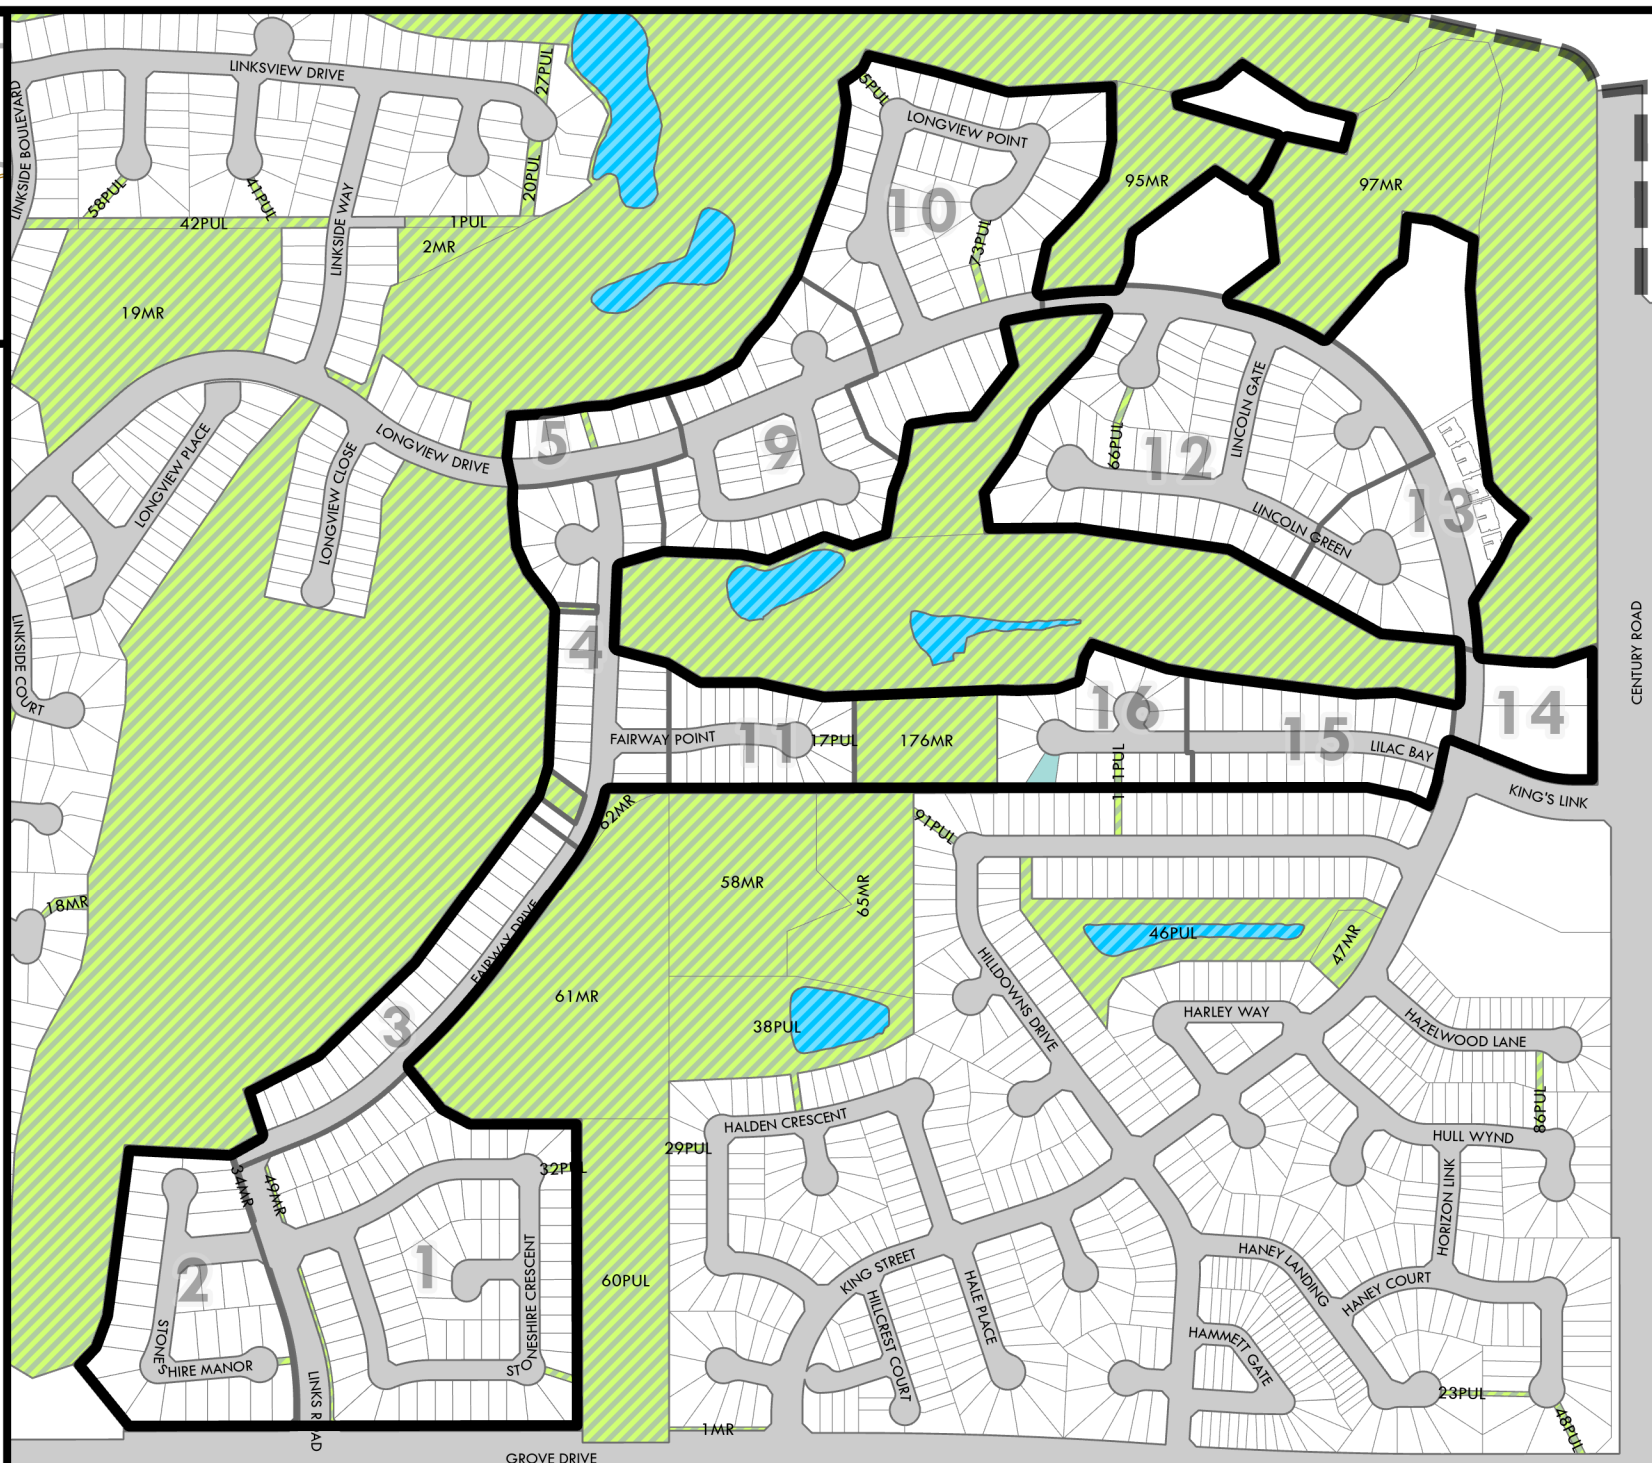 LINKSVIEW DRIVE
27PUL
5PUL
LONGVIEW POINT
LINKSIDE BOULEVARD
58PUL
41PUL
20PUL
95MR
97MR
10
42PUL
LINKSIDE WAY
1PUL
2MR
73PUL
19MR
LONGVIEW PLACE
LONGVIEW CLOSE
LONGVIEW DRIVE
5
9
66PUL
12
LINCOLN GATE
13
LINCOLN GREEN
LINKSIDE COURT
4
CENTURY ROAD
16
14
FAIRWAY POINT
11
17PUL
176MR
15
LILAC BAY
KING'S LINK
62MR
91PUL
58MR
65MR
18MR
46PUL
47MR
FAIRWAY DRIVE
61MR
3
38PUL
HILLDOWNS DRIVE
HARLEY WAY
HAZELWOOD LANE
86PUL
HALDEN CRESCENT
HULL WYND
29PUL
32PUL
34MR
49MR
HORIZON LINK
2
1
STONESHIRE CRESCENT
60PUL
KING STREET
HANEY LANDING
HANEY COURT
HALE PLACE
HILLCREST COURT
HAMMETT GATE
STONESHIRE MANOR
LINKS ROAD
23PUL
48PUL
1MR
GROVE DRIVE